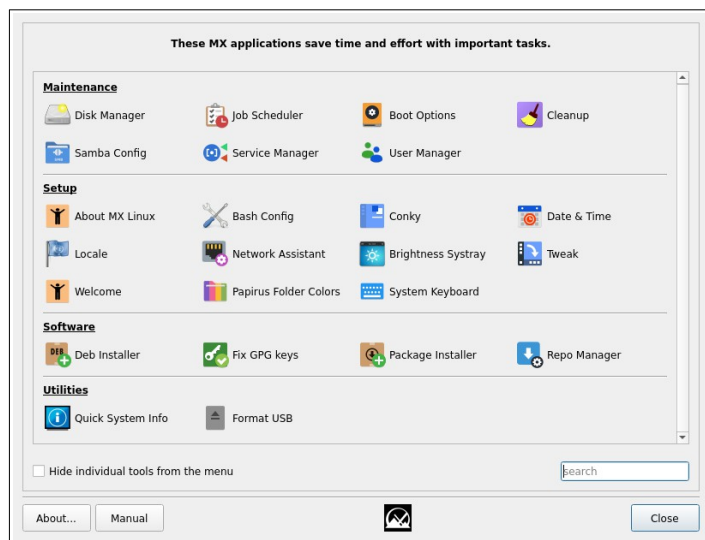 These MX applications save time and effort with important tasks.
Maintenance
Disk Manager Job Scheduler Boot Options Cleanup
Samba Config Service Manager User Manager
Setup
About MX Linux Bash Config Conky Date & Time
Locale Network Assistant Brightness Systray Tweak
Welcome Papirus Folder Colors System Keyboard
Software
DEB Deb Installer Fix GPG keys Package Installer Repo Manager
Utilities
Quick System Info Format USB
Hide individual tools from the menu search
About... Manual Close